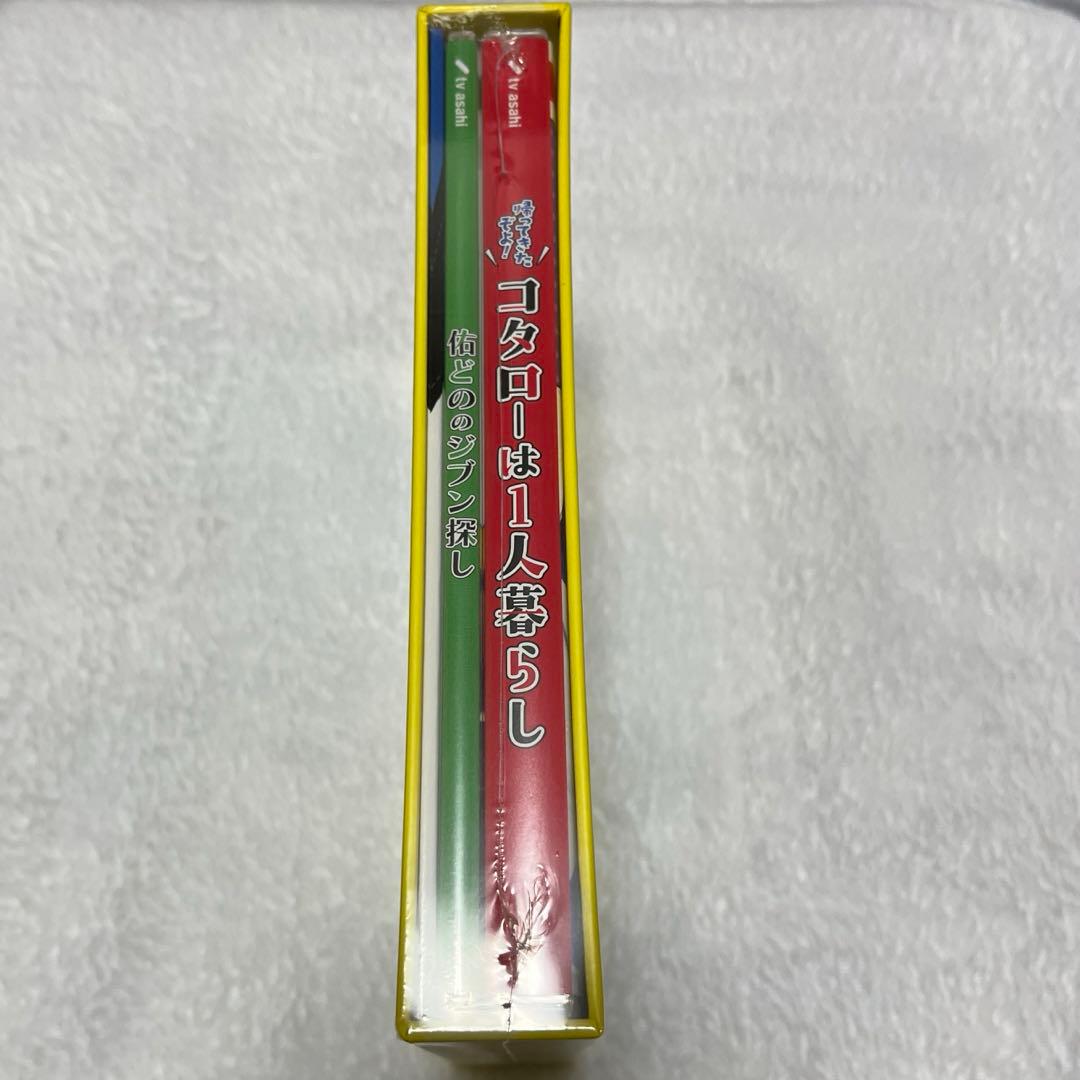 tv asahi
帰ってきた
ぞよ!
コタローは1人暮らし
tv asahi
佑どののジブン探し